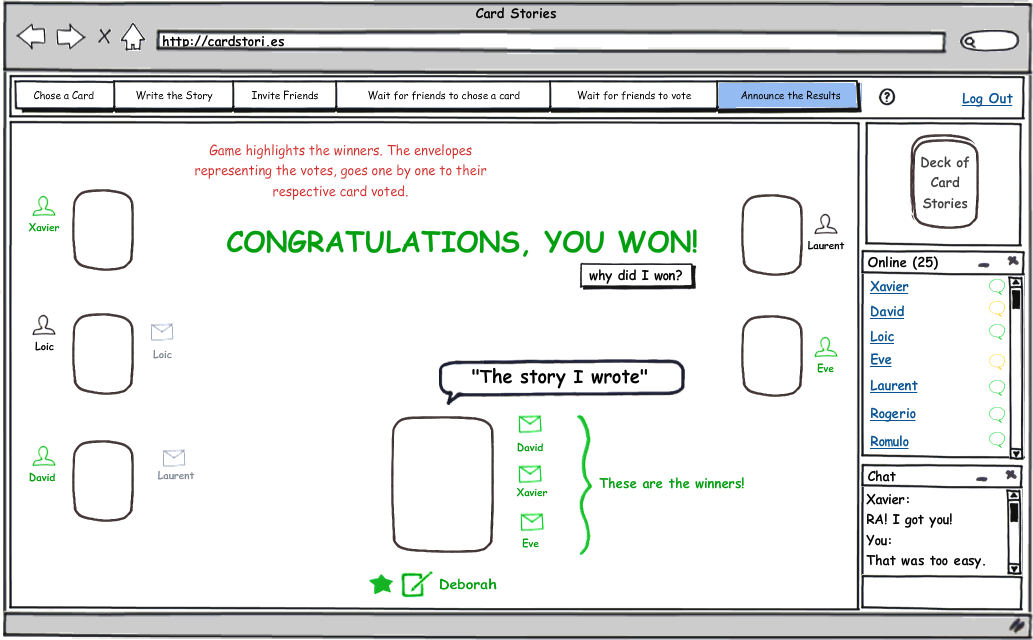 Card Stories
http://cardstori.es
Chose a Card
Write the Story
Invite Friends
Wait for friends to chose a card
Wait for friends to vote
Announce the Results
?
Log Out
Game highlights the winners. The envelopes
representing the votes, goes one by one to their
respective card voted.
CONGRATULATIONS, YOU WON!
why did I won?
Xavier
Loic
Loic
David
Laurent
Laurent
Eve
"The story I wrote"
David
Xavier
Eve
These are the winners!
Deborah
Deck of
Card
Stories
Online (25)
Xavier
David
Loic
Eve
Laurent
Rogerio
Romulo
Chat
Xavier:
RA! I got you!
You:
That was too easy.